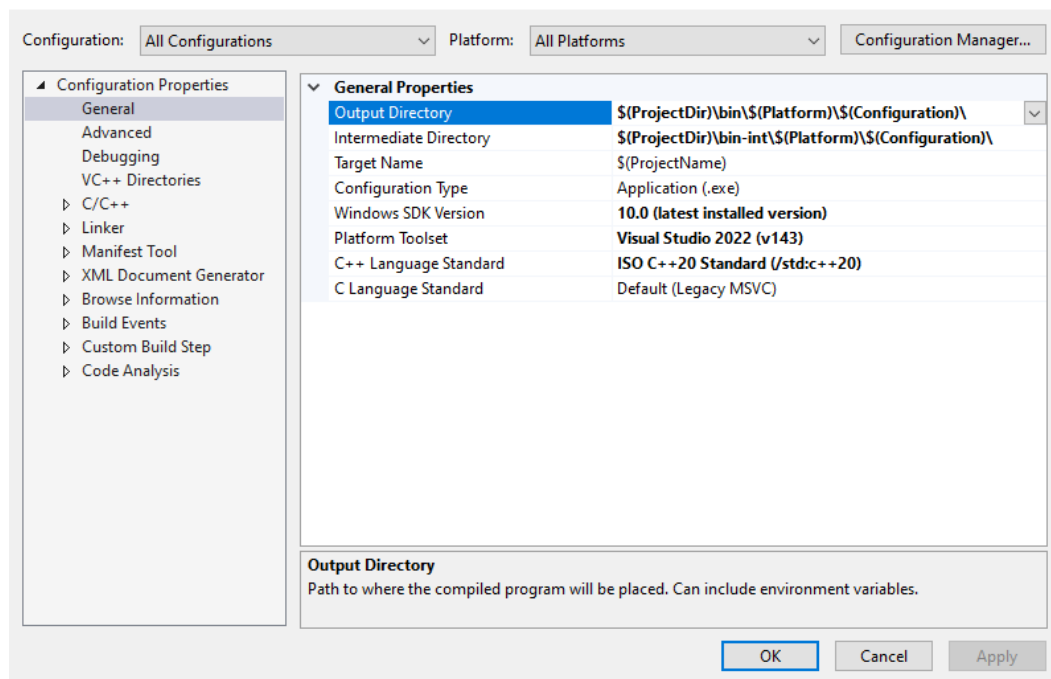 Configuration: All Configurations Platform: All Platforms Configuration Manager...
Configuration Properties
General
Advanced
Debugging
VC++ Directories
C/C++
Linker
Manifest Tool
XML Document Generator
Browse Information
Build Events
Custom Build Step
Code Analysis
General Properties
Output Directory $(ProjectDir)\bin\$(Platform)\$(Configuration)\
Intermediate Directory $(ProjectDir)\bin-int\$(Platform)\$(Configuration)\
Target Name $(ProjectName)
Configuration Type Application (.exe)
Windows SDK Version 10.0 (latest installed version)
Platform Toolset Visual Studio 2022 (v143)
C++ Language Standard ISO C++20 Standard (/std:c++20)
C Language Standard Default (Legacy MSVC)
Output Directory
Path to where the compiled program will be placed. Can include environment variables.
OK Cancel Apply